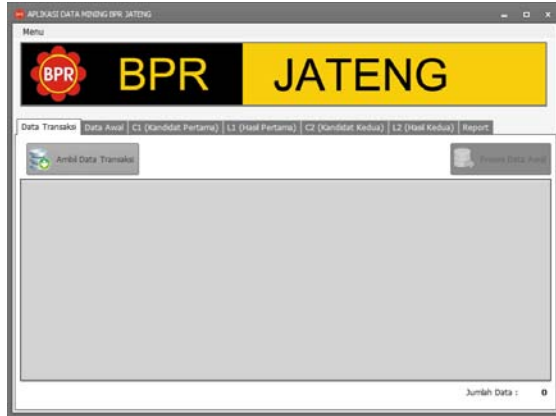 APLIKASI DATA MINING BPR JATENG
Menu
BPR BPR JATENG
Data Transaksi Data Awal C1 (Kandidat Pertama) L1 (Hasil Pertama) C2 (Kandidat Kedua) L2 (Hasil Kedua) Report
Ambil Data Transaksi Proses Data Awal
Jumlah Data : 0